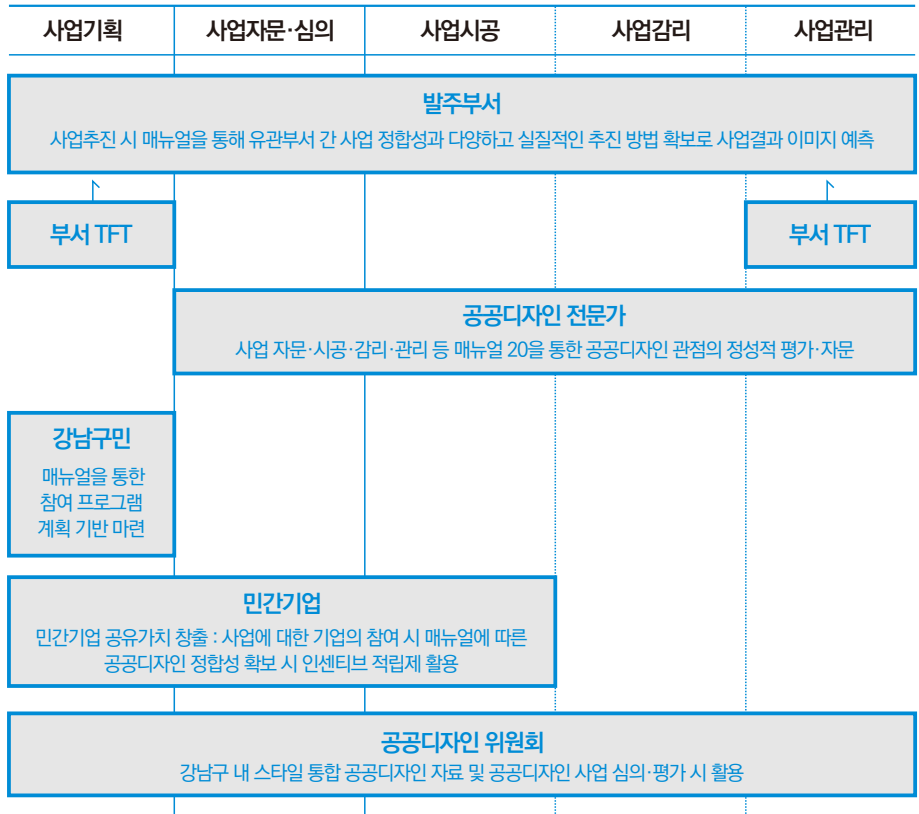 사업기획 사업자문·심의 사업시공 사업감리 사업관리
발주부서
사업추진 시 매뉴얼을 통해 유관부서 간 사업 정합성과 다양하고 실질적인 추진 방법 확보로 사업결과 이미지 예측
부서 TFT 부서 TFT
공공디자인 전문가
사업 자문·시공·감리·관리 등 매뉴얼 20을 통한 공공디자인 관점의 정성적 평가·자문
강남구민
매뉴얼을 통한
참여 프로그램
계획 기반 마련
민간기업
민간기업 공유가치 창출 : 사업에 대한 기업의 참여 시 매뉴얼에 따른
공공디자인 정합성 확보 시 인센티브 적립제 활용
공공디자인 위원회
강남구 내 스타일 통합 공공디자인 자료 및 공공디자인 사업 심의·평가 시 활용